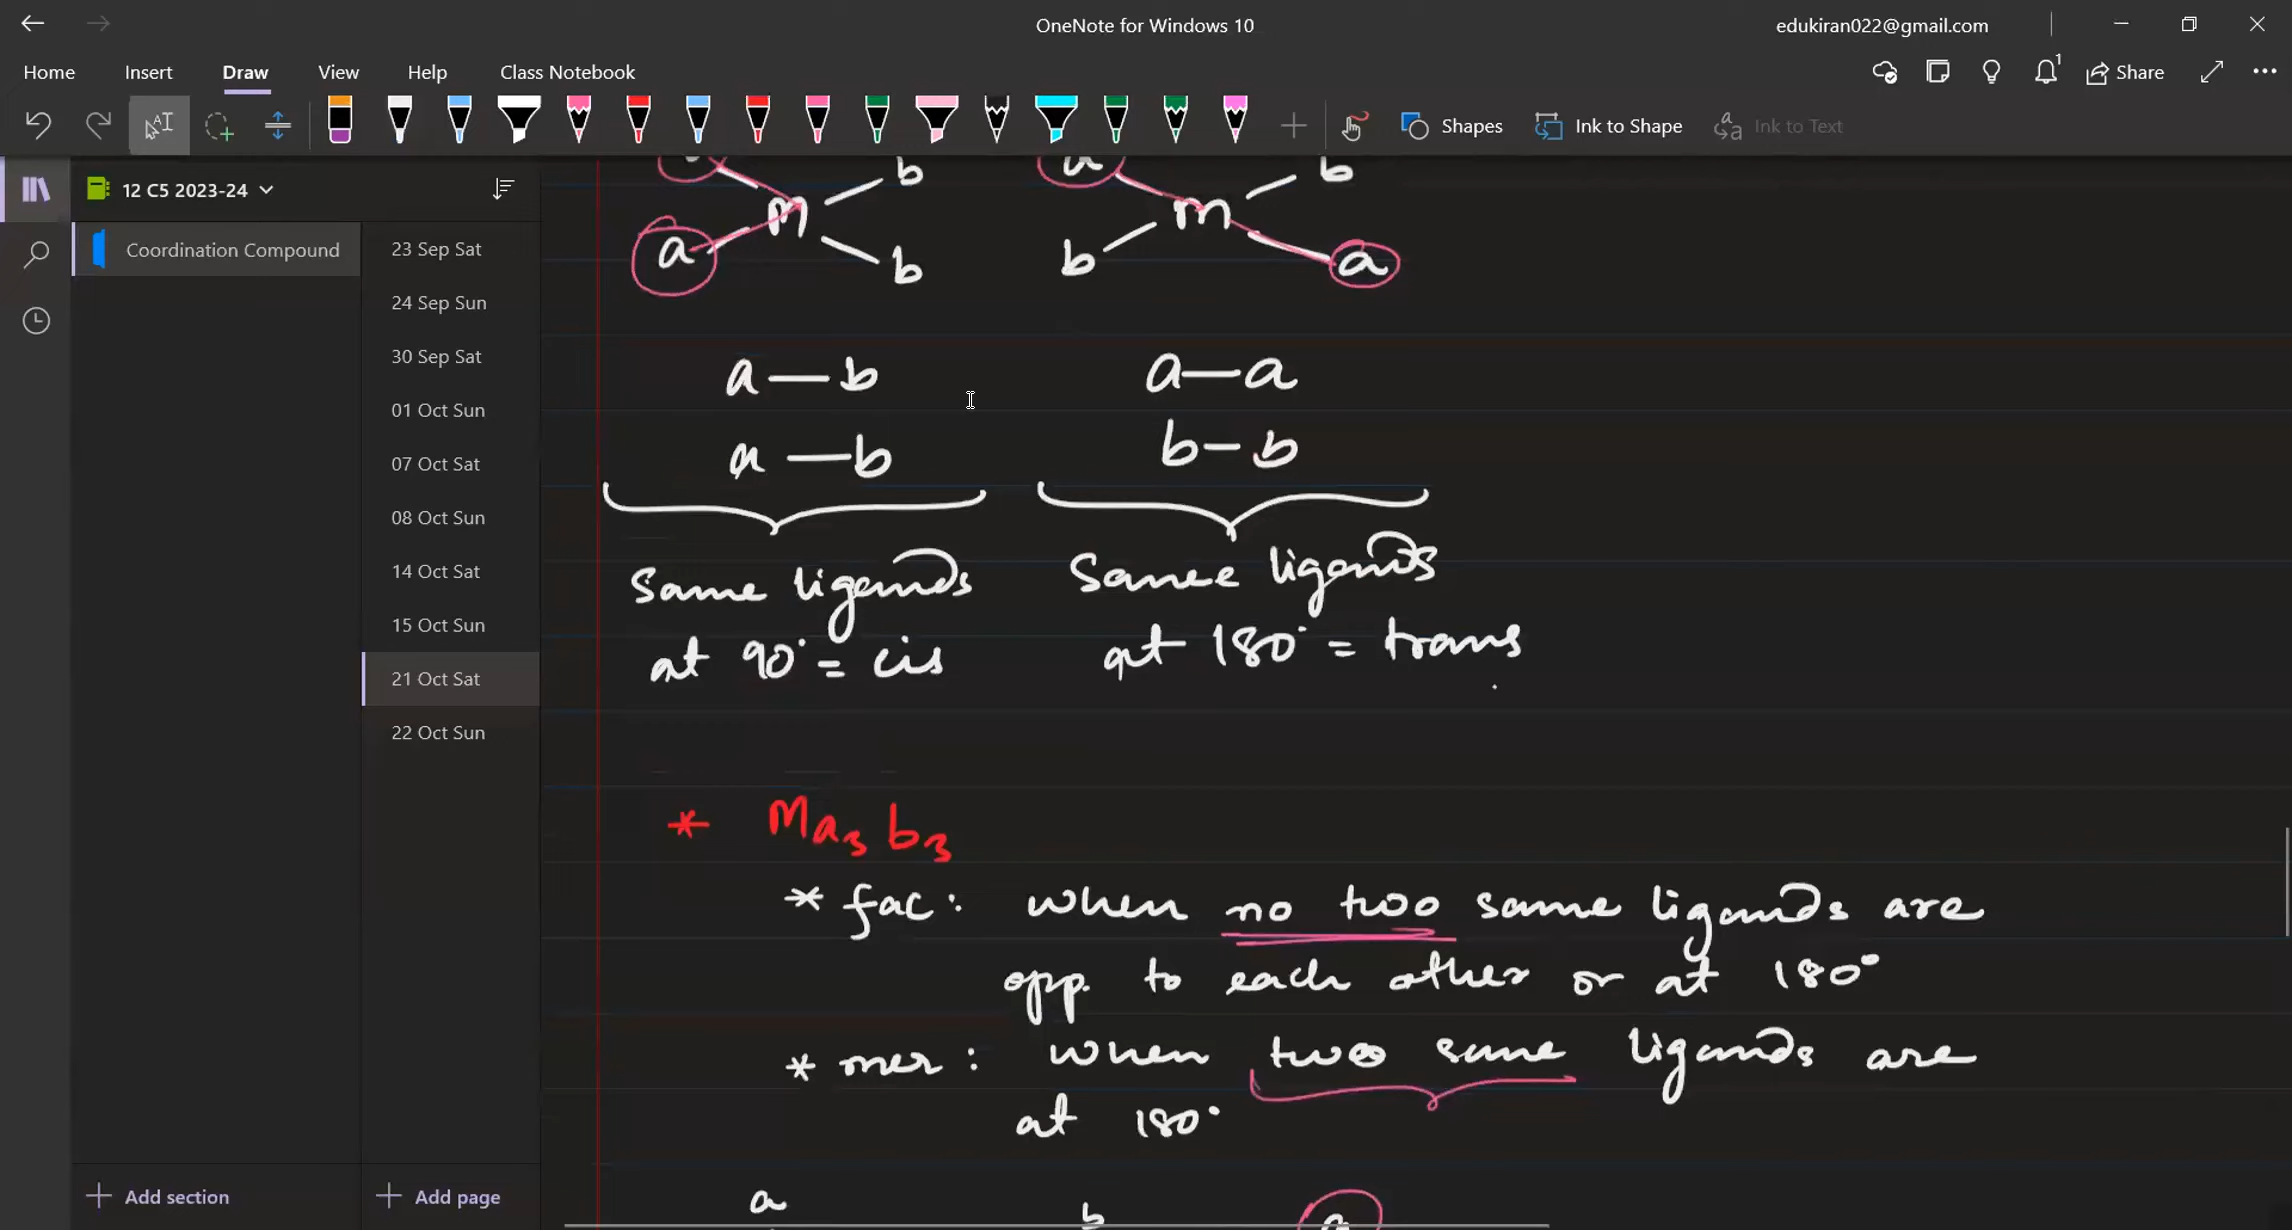 OneNote for Windows 10
edukiran022@gmail.com
Home Insert Draw View Help Class Notebook
1
Share
Shapes
Ink to Shape
Ink to Text
12 C5 2023-24
Coordination Compound
23 Sep Sat
24 Sep Sun
30 Sep Sat
01 Oct Sun
07 Oct Sat
08 Oct Sun
14 Oct Sat
15 Oct Sun
21 Oct Sat
22 Oct Sun
Add section
Add page
b a b
M M
a b b a
a — b a — a
a — b b — b
Same ligands Same ligands
at 90° = cis at 180° = trans
* Ma3 b3
* fac : when no two same ligands are
opp. to each other or at 180°
* mer : when two same ligands are
at 180°
a b a